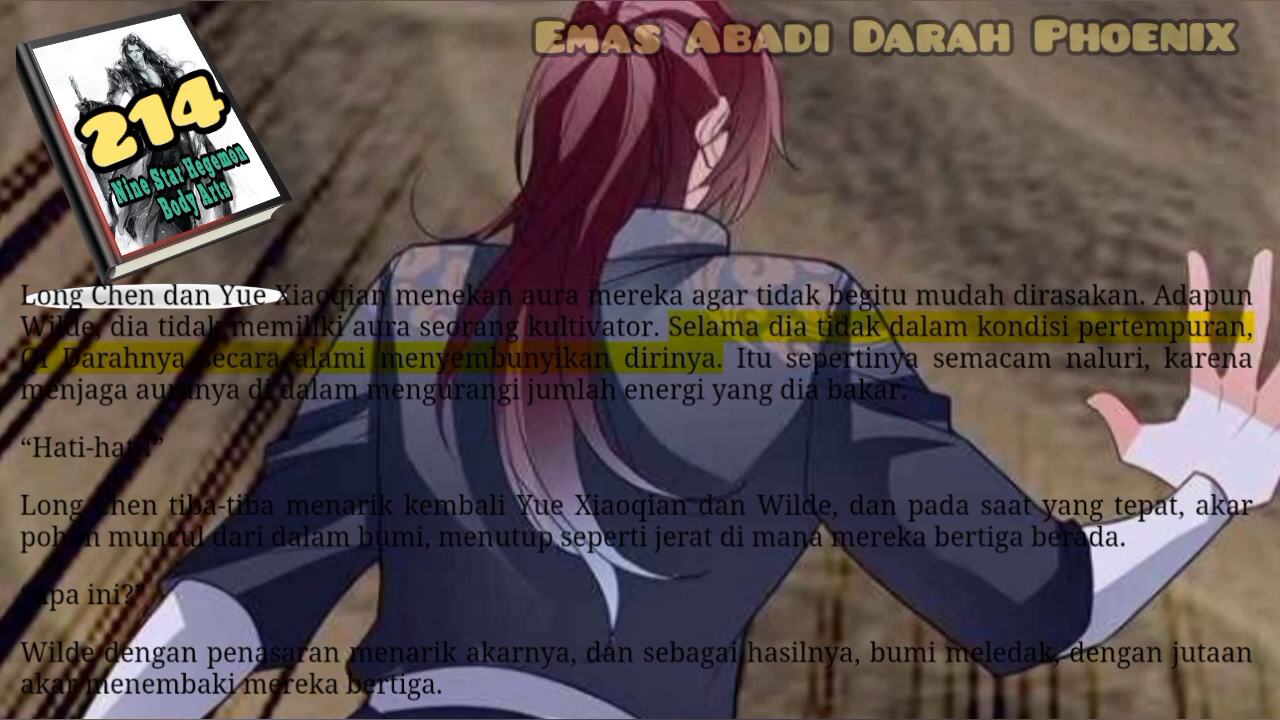 Emas Abadi Darah Phoenix
214
Nine Star Hegemon
Body Arts
Long Chen dan Yue Xiaoqian menekan aura mereka agar tidak begitu mudah dirasakan. Adapun
Wilde, dia tidak memiliki aura seorang kultivator. Selama dia tidak dalam kondisi pertempuran,
Qi Darahnya secara alami menyembunyikan dirinya. Itu sepertinya semacam naluri, karena
menjaga auranya di dalam mengurangi jumlah energi yang dia bakar.
“Hati-hati!”
Long Chen tiba-tiba menarik kembali Yue Xiaoqian dan Wilde, dan pada saat yang tepat, akar
pohon muncul dari dalam bumi, menutup seperti jerat di mana mereka bertiga berada.
“Apa ini?”
Wilde dengan penasaran menarik akarnya, dan sebagai hasilnya, bumi meledak, dengan jutaan
akar menembaki mereka bertiga.